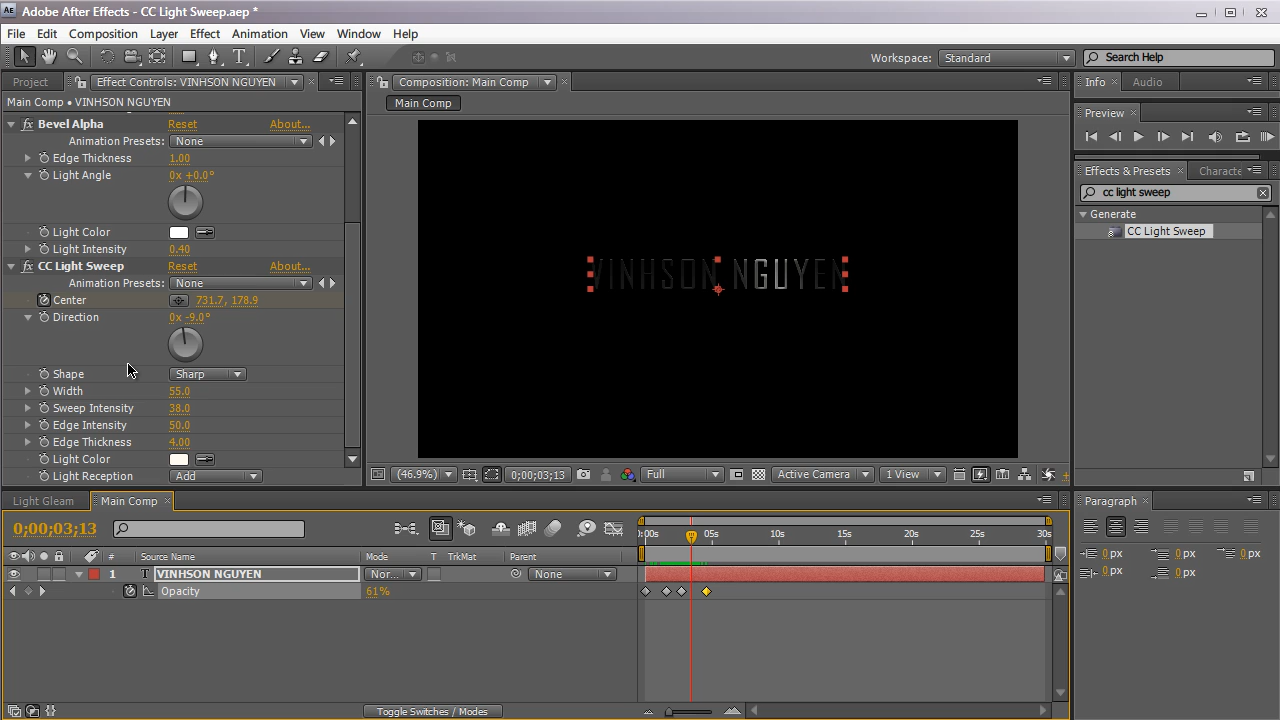 Adobe After Effects - CC Light Sweep.aep *
File Edit Composition Layer Effect Animation View Window Help
Workspace: Standard Search Help
Project Effect Controls: VINHSON NGUYEN Composition: Main Comp Info Audio
Main Comp • VINHSON NGUYEN Main Comp
Preview
Bevel Alpha Reset About...
Animation Presets: None
Edge Thickness 1.00
Light Angle 0x +0.0°
Light Color
Light Intensity 0.40
CC Light Sweep Reset About...
Animation Presets: None
Center 731.7, 178.9
Direction 0x -9.0°
Shape Sharp
Width 55.0
Sweep Intensity 38.0
Edge Intensity 50.0
Edge Thickness 4.00
Light Color
Light Reception Add
VINHSON NGUYEN
Effects & Presets Characte
cc light sweep
Generate
CC Light Sweep
(46.9%) 0;00;03;13 Full Active Camera 1 View
Light Gleam Main Comp Paragraph
0;00;03;13
:00s 05s 10s 15s 20s 25s 30s
# Source Name Mode T TrkMat Parent
1 T VINHSON NGUYEN Nor... None
Opacity 61%
Toggle Switches / Modes
0 px 0 px 0 px
0 px 0 px